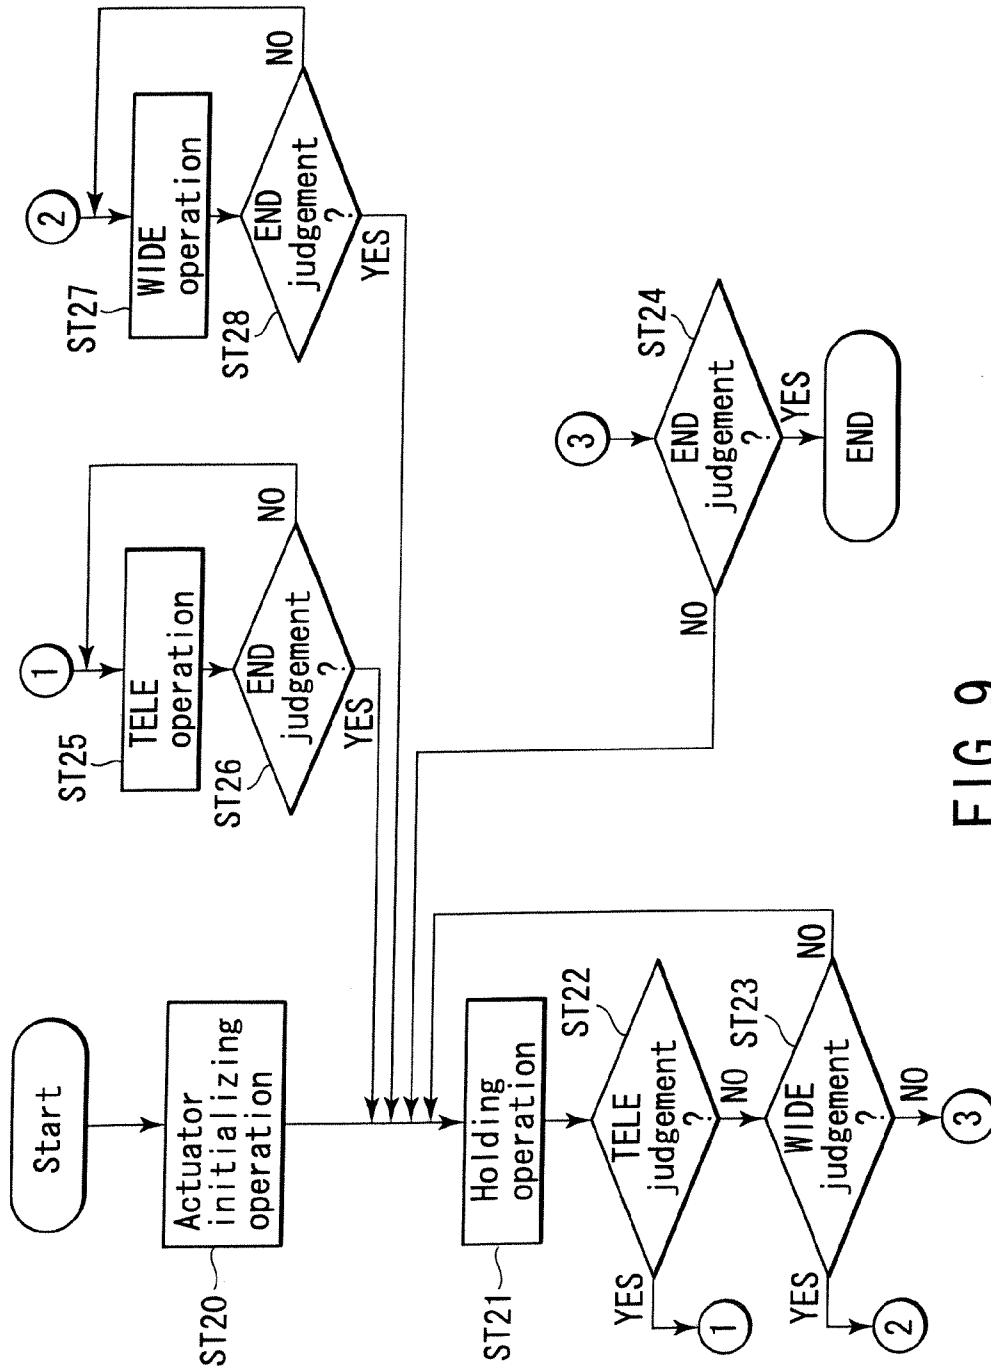 Start
ST20
Actuator
initializing
operation
ST21
Holding
operation
ST22
TELE
judgement
?
YES
NO
1
ST23
WIDE
judgement
?
YES
NO
NO
2
3
1
ST25
TELE
operation
ST26
END
judgement
?
NO
YES
2
ST27
WIDE
operation
ST28
END
judgement
?
NO
YES
3
ST24
END
judgement
?
NO
YES
END
FIG 9